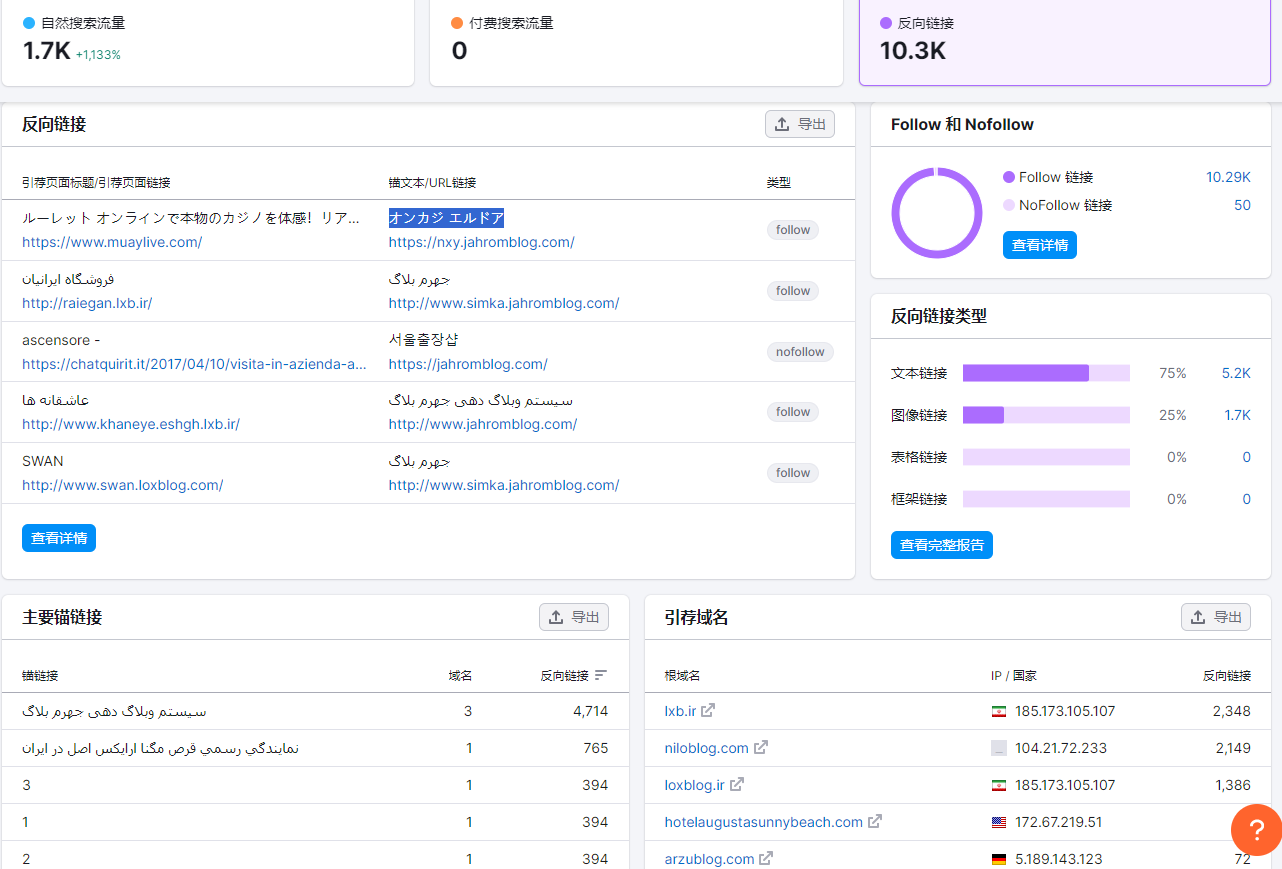 自然搜索流量
1.7K +1,133%
付费搜索流量
0
反向链接
10.3K
反向链接
导出
引荐页面标题/引荐页面链接
锚文本/URL链接
类型
ルーレット オンラインで本物のカジノを体感！リア...
オンカジ エルドア
follow
https://www.muaylive.com/
https://nxy.jahromblog.com/
فروشگاه ایرانیان
جهرم بلاگ
follow
http://raiegan.lxb.ir/
http://www.simka.jahromblog.com/
ascensore -
서울출장샵
nofollow
https://chatquirit.it/2017/04/10/visita-in-azienda-a...
https://jahromblog.com/
عاشقانه ها
سیستم وبلاگ دهی جهرم بلاگ
follow
http://www.khaneye.eshgh.lxb.ir/
http://www.jahromblog.com/
SWAN
جهرم بلاگ
follow
http://www.swan.loxblog.com/
http://www.simka.jahromblog.com/
查看详情
Follow 和 Nofollow
Follow 链接 10.29K
NoFollow 链接 50
查看详情
反向链接类型
文本链接 75% 5.2K
图像链接 25% 1.7K
表格链接 0% 0
框架链接 0% 0
查看完整报告
主要锚链接
导出
锚链接 域名 反向链接
سیستم وبلاگ دهی جهرم بلاگ 3 4,714
نمايندگي رسمي قرص مگنا ارايكس اصل در ايران 1 765
3 1 394
1 1 394
2 1 394
引荐域名
导出
根域名 IP / 国家 反向链接
lxb.ir 185.173.105.107 2,348
niloblog.com 104.21.72.233 2,149
loxblog.ir 185.173.105.107 1,386
hotelaugustasunnybeach.com 172.67.219.51
arzublog.com 5.189.143.123 72
?